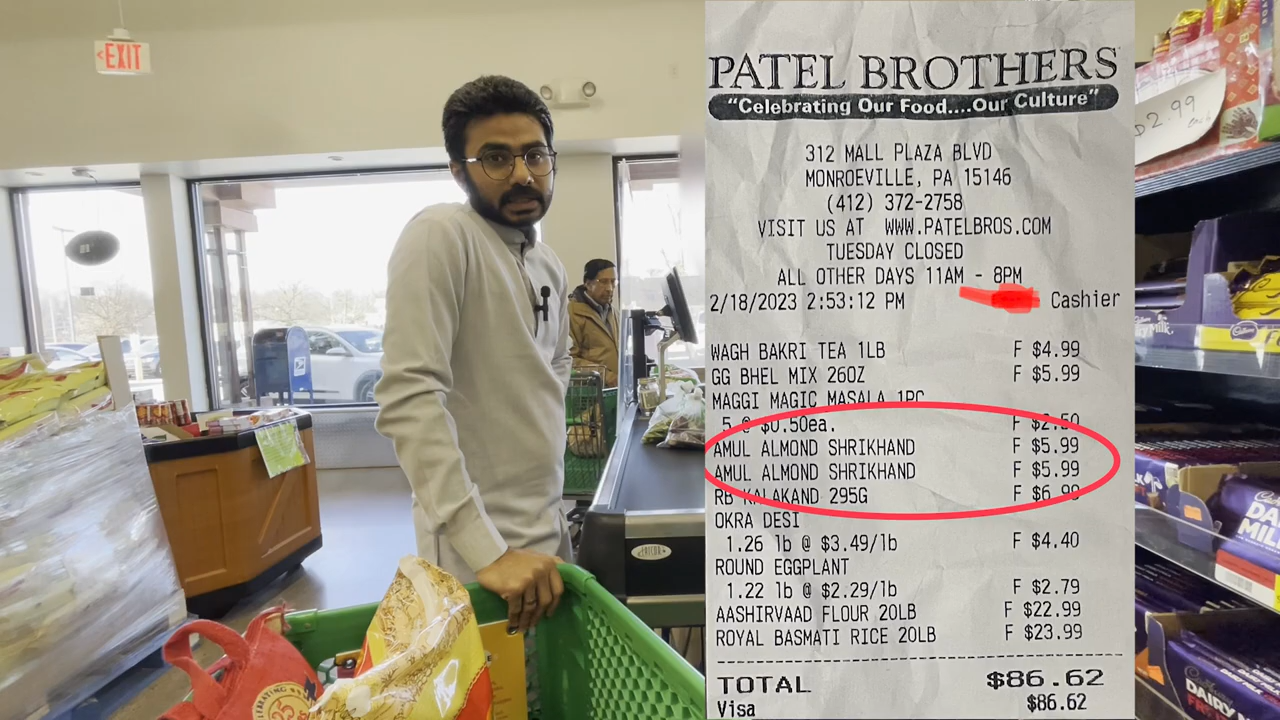 <EXIT
PATEL BROTHERS
"Celebrating Our Food....Our Culture"
312 MALL PLAZA BLVD
MONROEVILLE, PA 15146
(412) 372-2758
VISIT US AT WWW.PATELBROS.COM
TUESDAY CLOSED
ALL OTHER DAYS 11AM - 8PM
2/18/2023 2:53:12 PM Cashier
WAGH BAKRI TEA 1LB F $4.99
GG BHEL MIX 26OZ F $5.99
MAGGI MAGIC MASALA 1PC
5 @ $0.50ea. F $2.50
AMUL ALMOND SHRIKHAND F $5.99
AMUL ALMOND SHRIKHAND F $5.99
RB KALAKAND 295G F $6.99
OKRA DESI
1.26 lb @ $3.49/lb F $4.40
ROUND EGGPLANT
1.22 lb @ $2.29/lb F $2.79
AASHIRVAAD FLOUR 20LB F $22.99
ROYAL BASMATI RICE 20LB F $23.99
TOTAL $86.62
Visa $86.62
$2.99
each
Cadbury
DAIRY